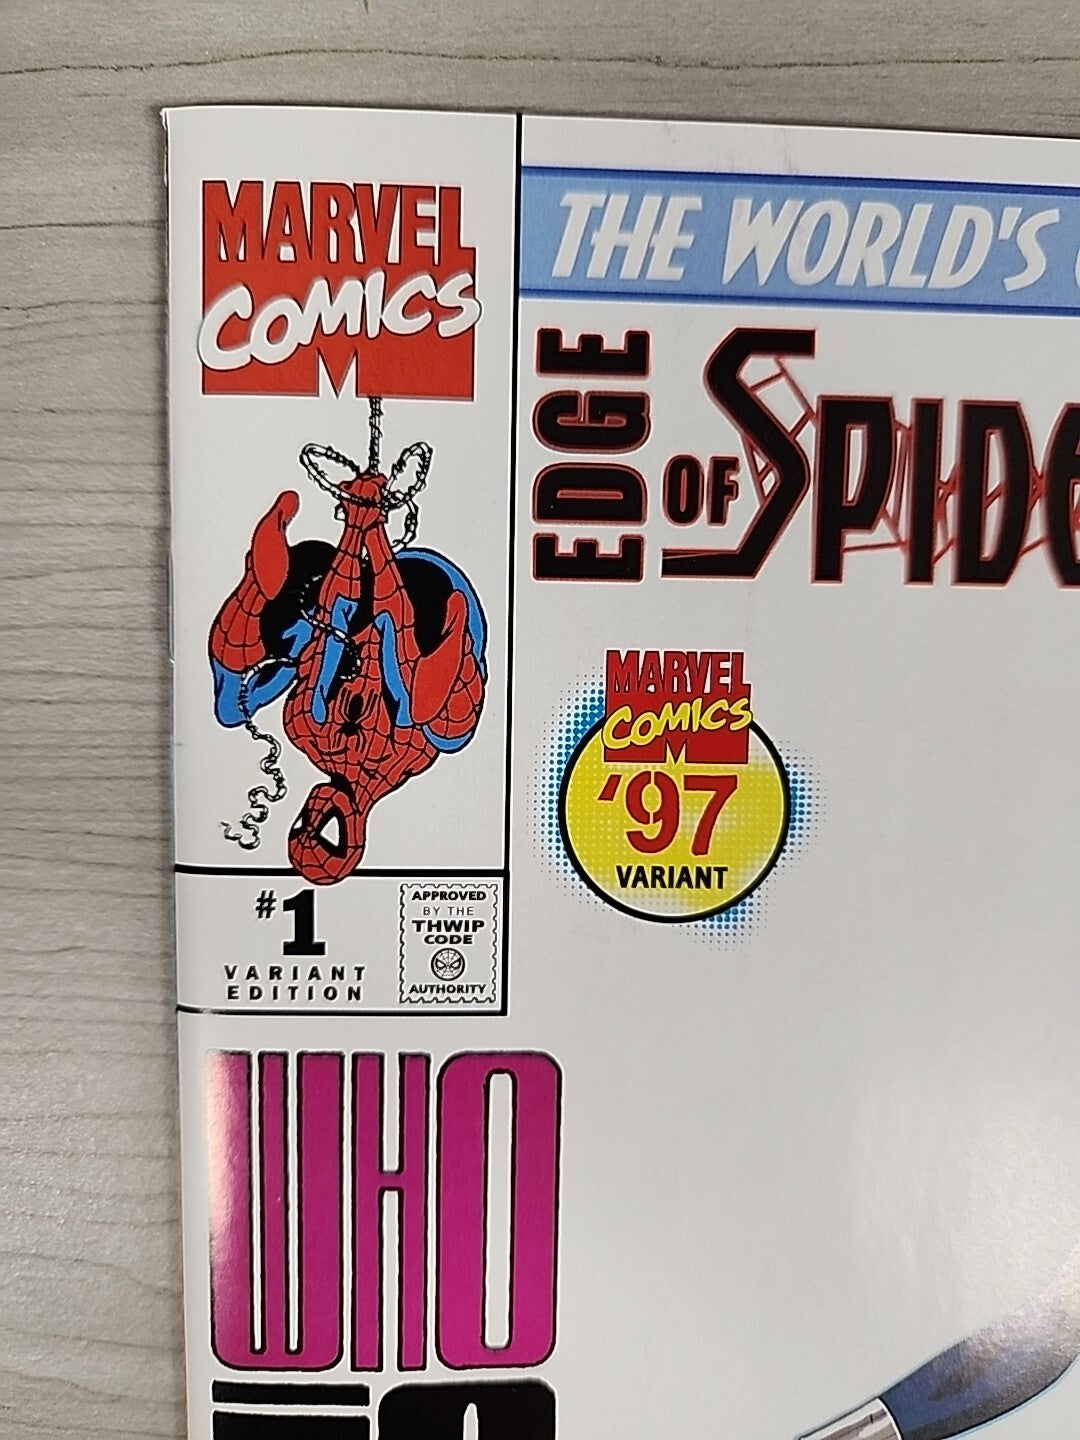 MARVEL
COMICS
M
THE WORLD'S
EDGE
OF SPIDE
MARVEL
COMICS
M
'97
VARIANT
#1
VARIANT
EDITION
APPROVED
BY THE
THWIP
CODE
AUTHORITY
WHO